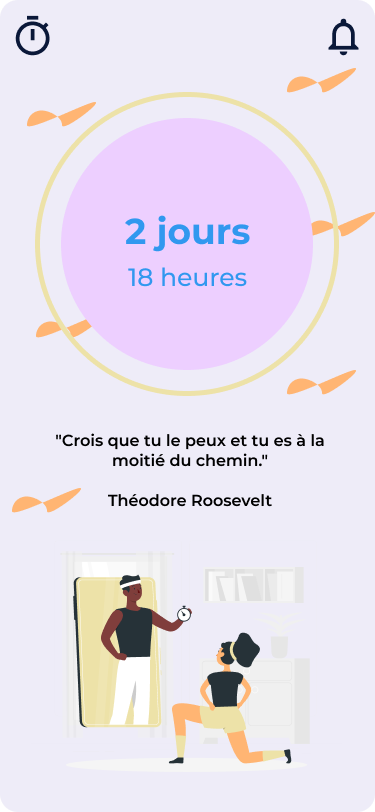 2 jours
18 heures
"Crois que tu le peux et tu es à la
moitié du chemin."
Théodore Roosevelt